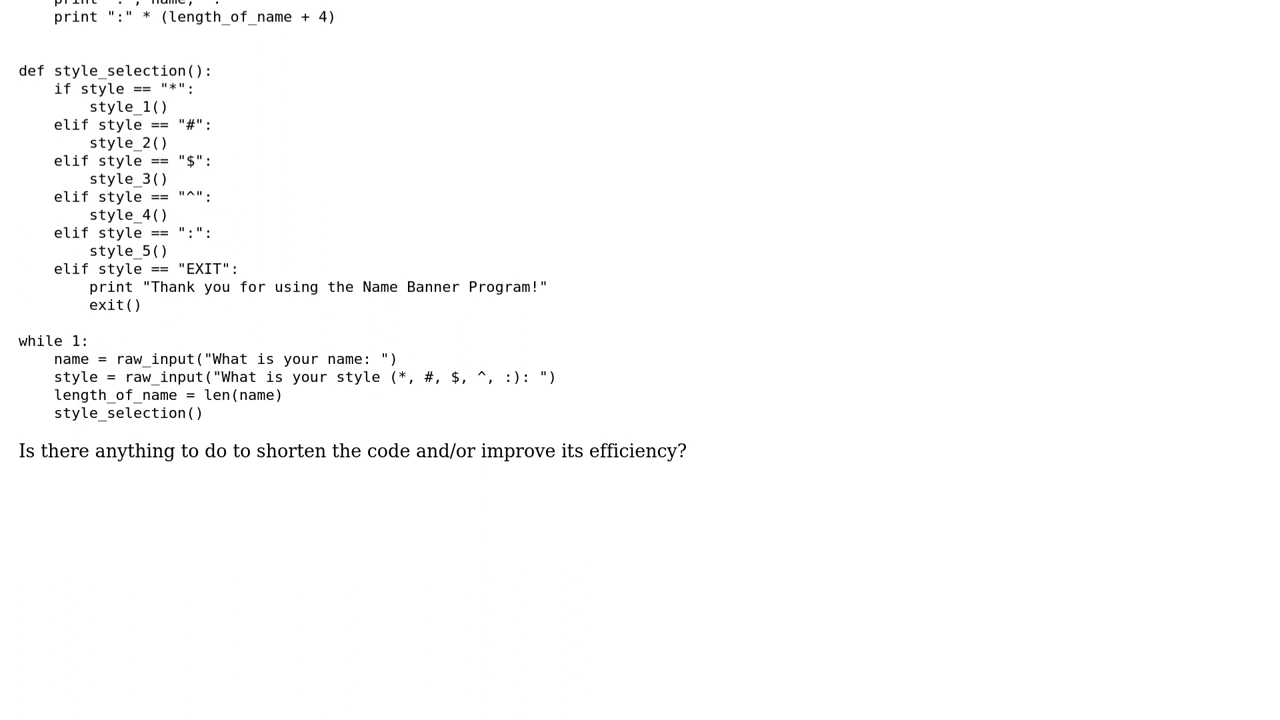 print ":", name, ":"
    print ":" * (length_of_name + 4)

def style_selection():
    if style == "*":
        style_1()
    elif style == "#":
        style_2()
    elif style == "$":
        style_3()
    elif style == "^":
        style_4()
    elif style == ":":
        style_5()
    elif style == "EXIT":
        print "Thank you for using the Name Banner Program!"
        exit()

while 1:
    name = raw_input("What is your name: ")
    style = raw_input("What is your style (*, #, $, ^, :): ")
    length_of_name = len(name)
    style_selection()

Is there anything to do to shorten the code and/or improve its efficiency?